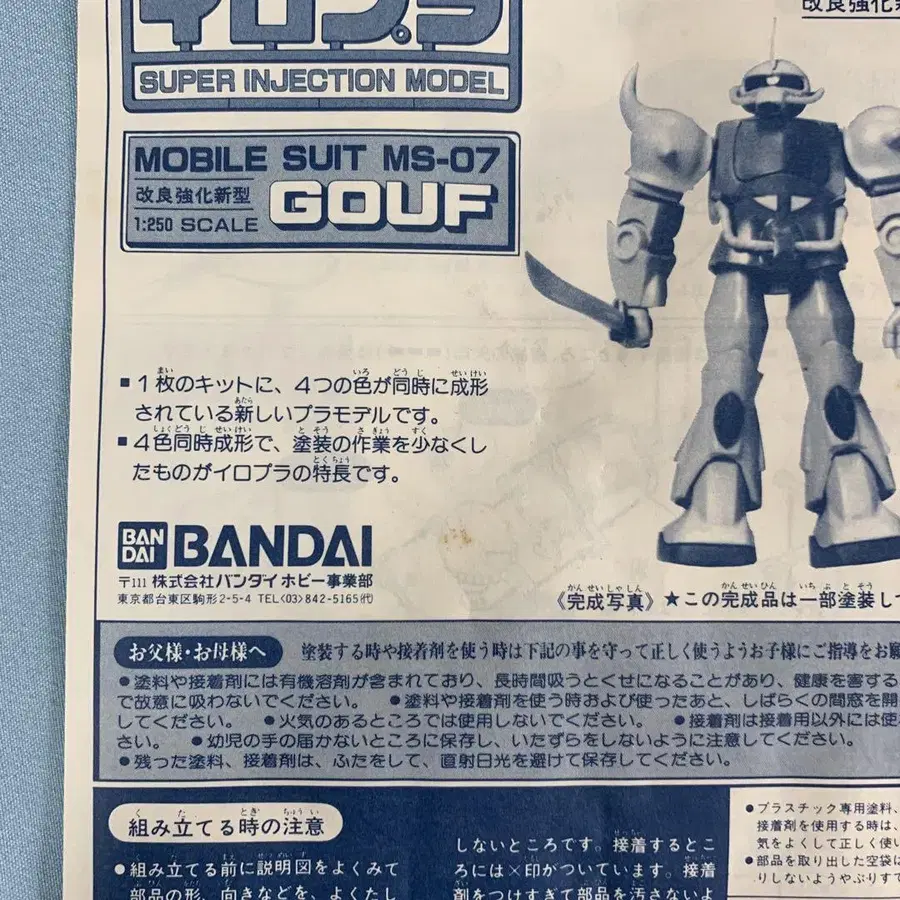 イロプラ
SUPER INJECTION MODEL
改良強化新
MOBILE SUIT MS-07
改良強化新型
1:250 SCALE
GOUF
■1枚のキットに、4つの色が同時に成形
されている新しいプラモデルです。
■4色同時成形で、塗装の作業を少なくし
たものがイロプラの特長です。
BAN
DAI
BANDAI
〒111 株式会社バンダイ ホビー事業部
東京都台東区駒形2-5-4 TEL〈03〉842-5165㈹
《完成写真》★この完成品は一部塗装し
お父様・お母様へ
塗装する時や接着剤を使う時は下記の事を守って正しく使うようお子様にご指導をお願
●塗料や接着剤には有機溶剤が含まれており、長時間吸うとくせになることがあり、健康を害する
で故意に吸わないでください。 ●塗料や接着剤を使う時および使ったあと、しばらくの間窓を開
してください。 ●火気のあるところでは使用しないでください。 ●接着剤は接着用以外には使
さい。 ●幼児の手の届かないところに保存し、いたずらをしないように注意してください。
●残った塗料、接着剤は、ふたをして、直射日光を避けて保存してください。
組み立てる時の注意
●組み立てる前に説明図をよくみて
部品の形、向きなどを、よくたし
しないところです。接着するとこ
ろには×印がついています。接着
剤をつけすぎて部品を汚さないよ
●プラスチック専用塗料、
接着剤を使用する時は、
気をよくして正しく使い
●部品を取り出した空袋は
りしないようやぶりすて